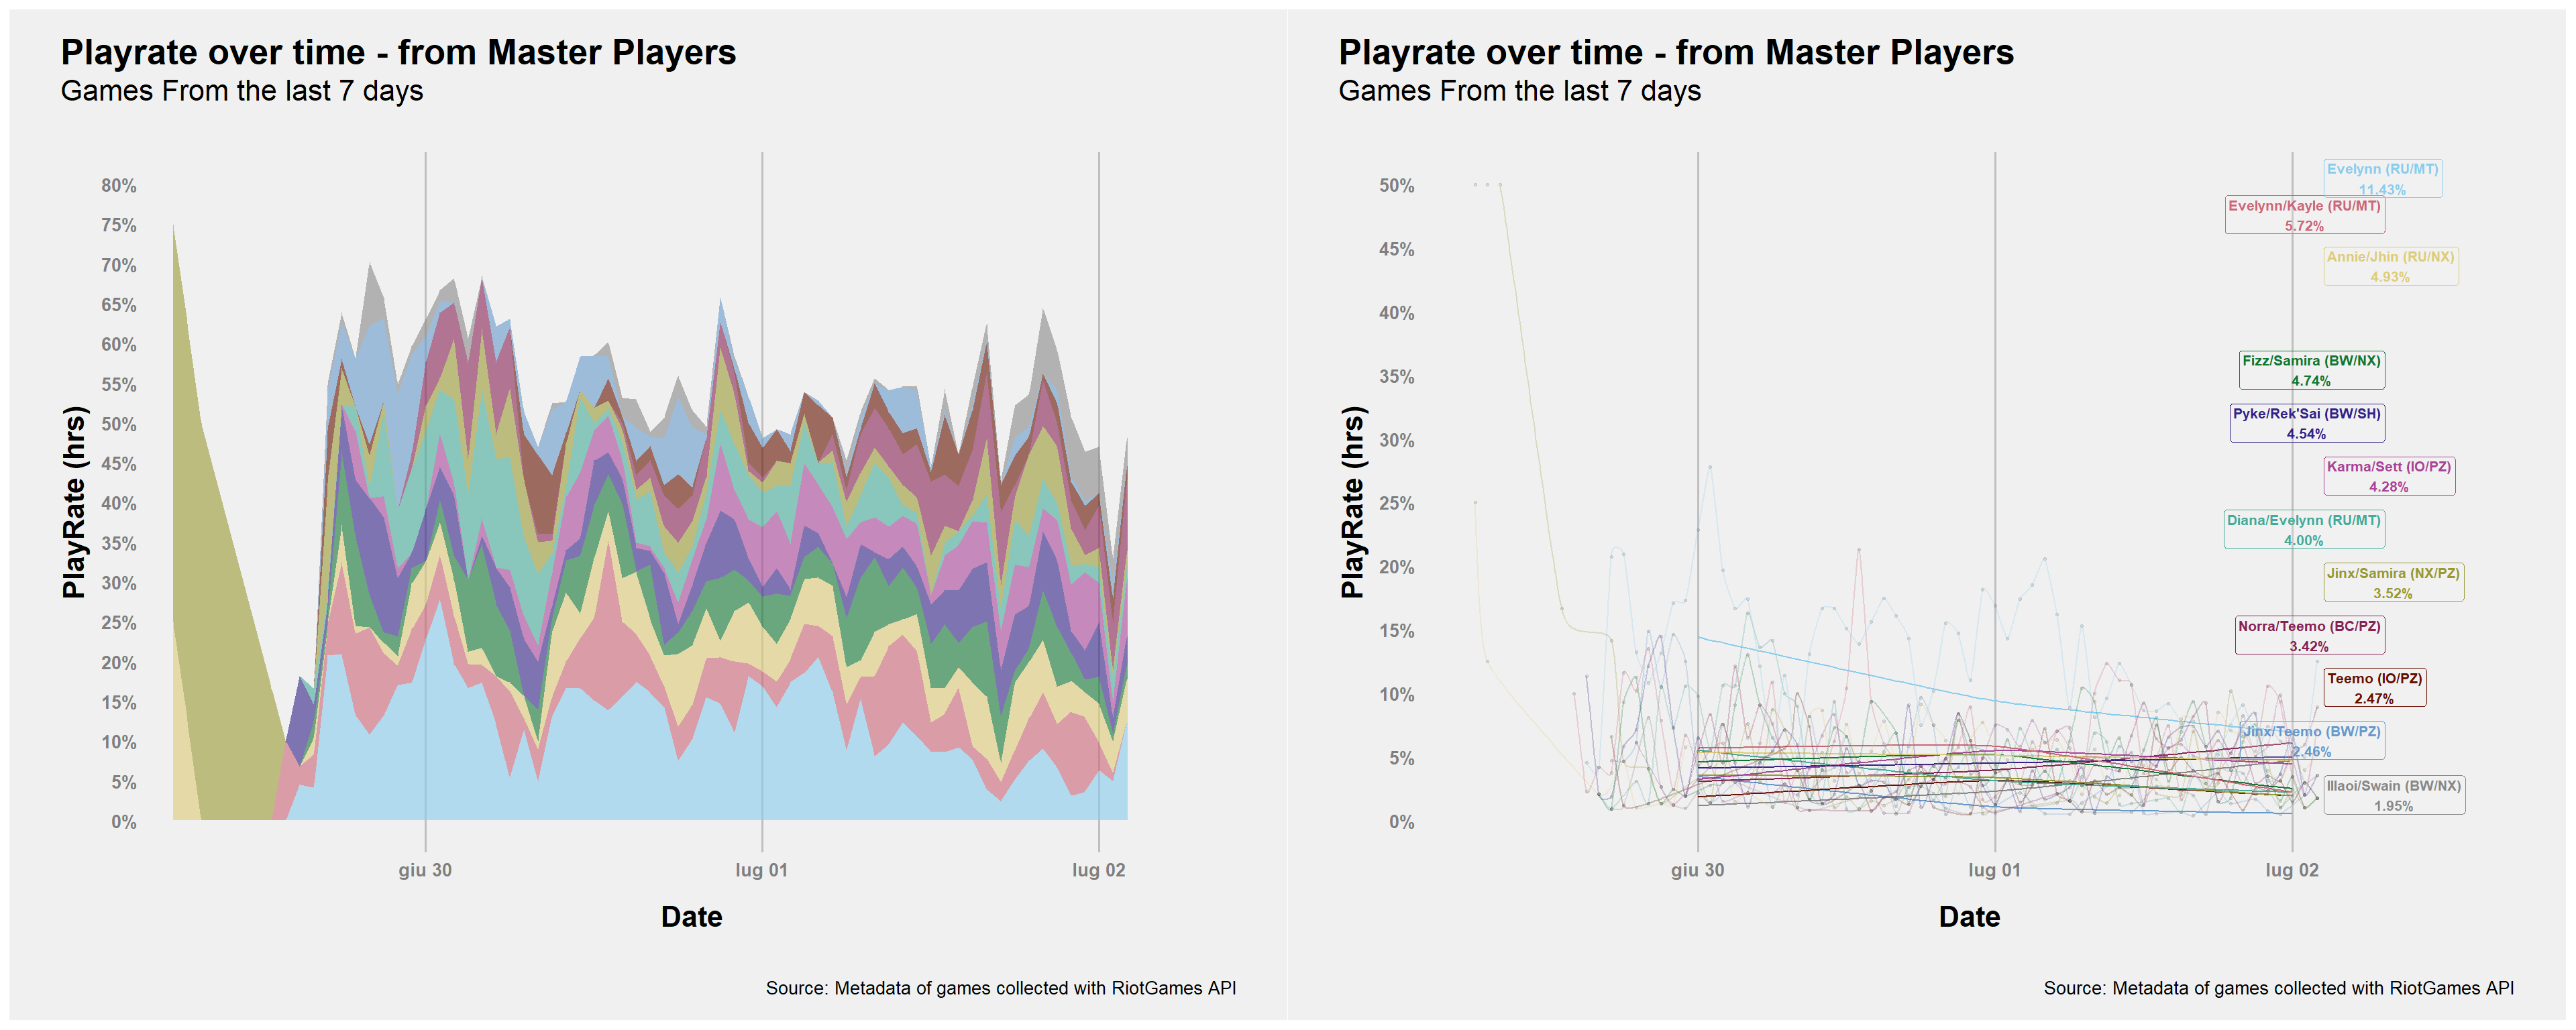 Playrate over time - from Master Players
Games From the last 7 days
PlayRate (hrs)
80%
75%
70%
65%
60%
55%
50%
45%
40%
35%
30%
25%
20%
15%
10%
5%
0%
giu 30
lug 01
lug 02
Date
Source: Metadata of games collected with RiotGames API
Playrate over time - from Master Players
Games From the last 7 days
PlayRate (hrs)
50%
45%
40%
35%
30%
25%
20%
15%
10%
5%
0%
Evelynn (RU/MT)
11.43%
Evelynn/Kayle (RU/MT)
5.72%
Annie/Jhin (RU/NX)
4.93%
Fizz/Samira (BW/NX)
4.74%
Pyke/Rek'Sai (BW/SH)
4.54%
Karma/Sett (IO/PZ)
4.28%
Diana/Evelynn (RU/MT)
4.00%
Jinx/Samira (NX/PZ)
3.52%
Norra/Teemo (BC/PZ)
3.42%
Teemo (IO/PZ)
2.47%
Jinx/Teemo (BW/PZ)
2.46%
Illaoi/Swain (BW/NX)
1.95%
giu 30
lug 01
lug 02
Date
Source: Metadata of games collected with RiotGames API